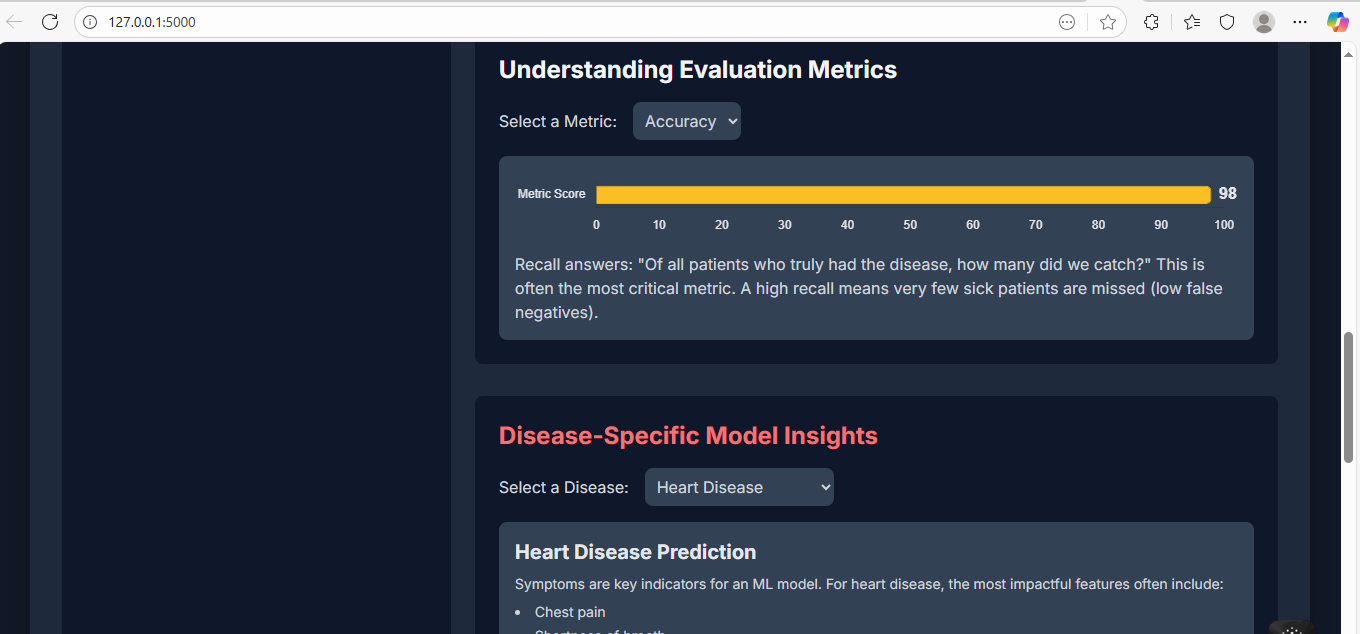 127.0.0.1:5000
Understanding Evaluation Metrics
Select a Metric: Accuracy
Metric Score 98
0 10 20 30 40 50 60 70 80 90 100
Recall answers: "Of all patients who truly had the disease, how many did we catch?" This is
often the most critical metric. A high recall means very few sick patients are missed (low false
negatives).
Disease-Specific Model Insights
Select a Disease: Heart Disease
Heart Disease Prediction
Symptoms are key indicators for an ML model. For heart disease, the most impactful features often include:
• Chest pain
Shortness of breath